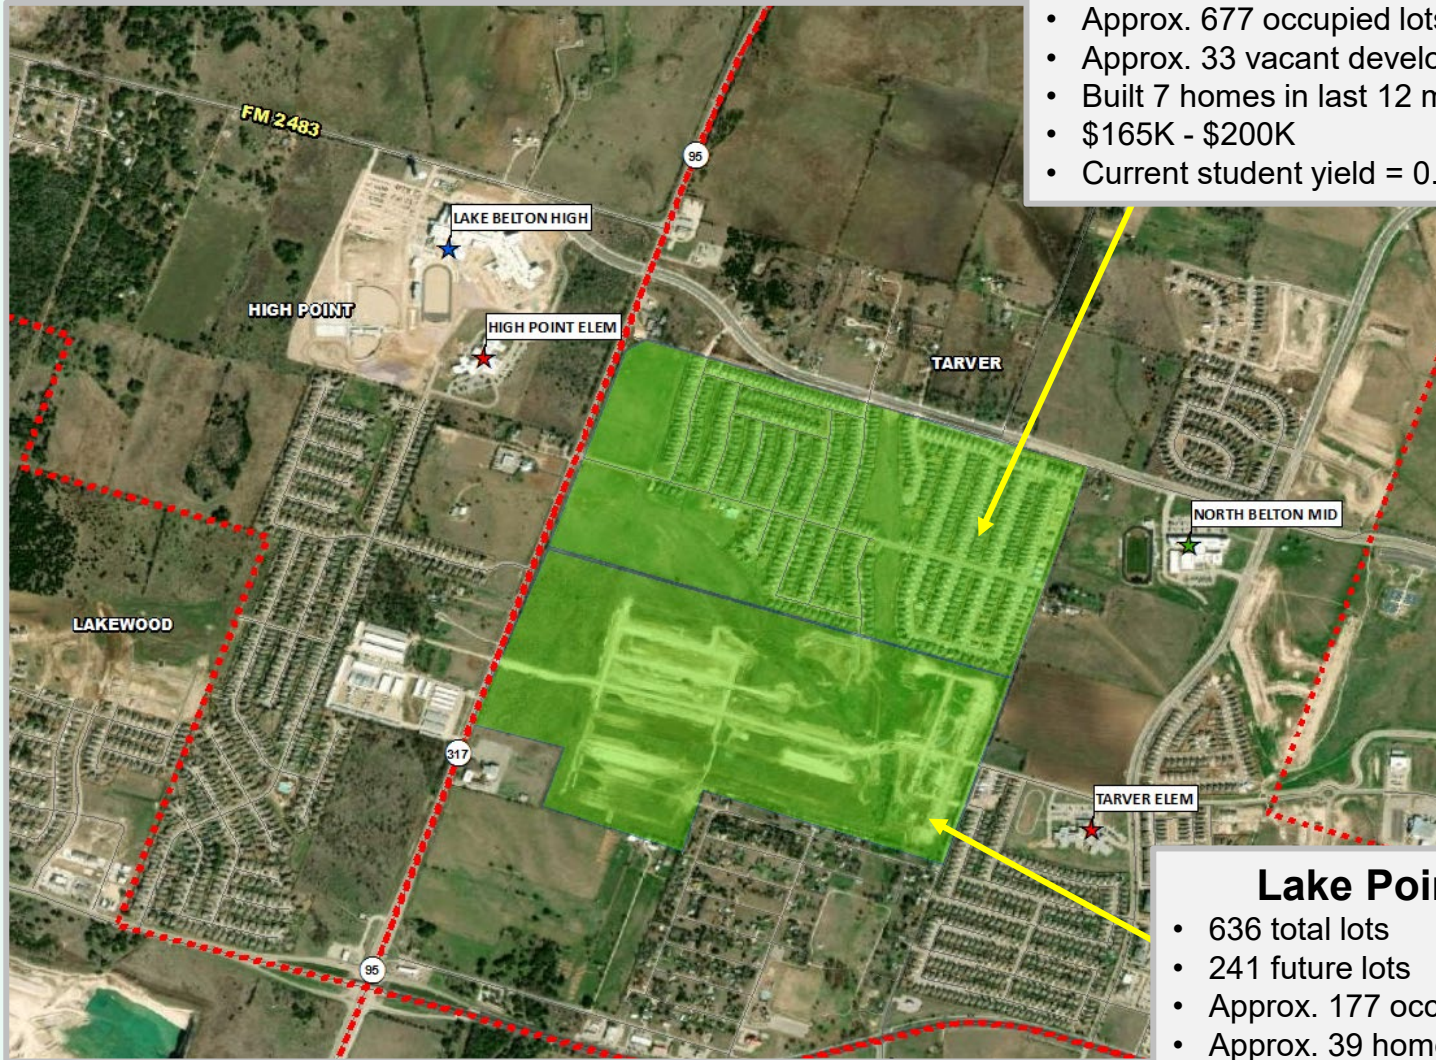 • Approx. 677 occupied lots
• Approx. 33 vacant develo
• Built 7 homes in last 12 m
• $165K - $200K
• Current student yield = 0.
FM 2483
95
LAKE BELTON HIGH
HIGH POINT
HIGH POINT ELEM
TARVER
NORTH BELTON MID
LAKEWOOD
317
TARVER ELEM
Lake Poin
• 636 total lots
• 241 future lots
• Approx. 177 occ
• Approx. 39 home
95